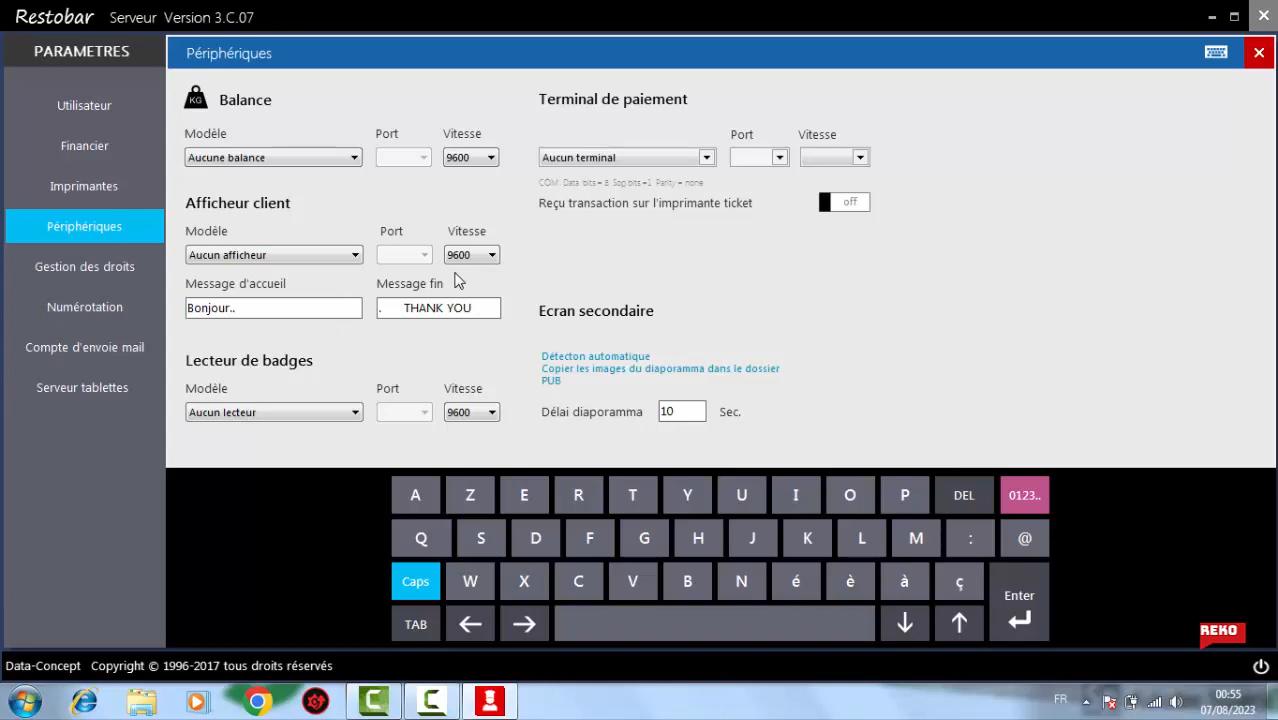 Restobar Serveur Version 3.C.07
PARAMETRES
Périphériques
Utilisateur
Financier
Imprimantes
Périphériques
Gestion des droits
Numérotation
Compte d'envoie mail
Serveur tablettes
KG Balance
Modèle Port Vitesse
Aucune balance 9600
Afficheur client
Modèle Port Vitesse
Aucun afficheur 9600
Message d'accueil Message fin
Bonjour.. . THANK YOU
Lecteur de badges
Modèle Port Vitesse
Aucun lecteur 9600
Terminal de paiement
Port Vitesse
Aucun terminal
COM: Data bits = 8 Sop bits =1 Parity = none
Reçu transaction sur l'imprimante ticket off
Ecran secondaire
Détecton automatique
Copier les images du diaporamma dans le dossier
PUB
Délai diaporamma 10 Sec.
A Z E R T Y U I O P DEL 0123..
Q S D F G H J K L M : @
Caps W X C V B N é è à ç Enter
TAB
REKO
Data-Concept Copyright © 1996-2017 tous droits réservés
FR 00:55
07/08/2023